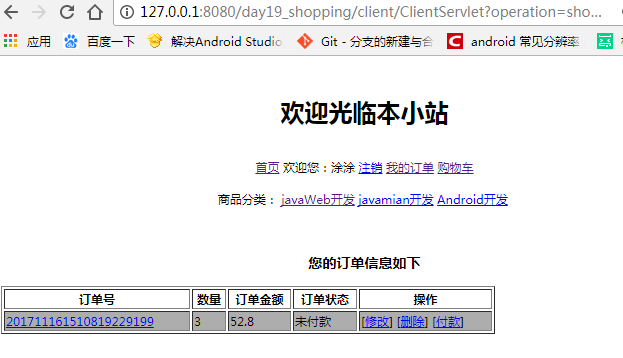 127.0.0.1:8080/day19_shopping/client/ClientServlet?operation=sho...
应用 百度一下 解决Android Studio Git - 分支的新建与合 android 常见分辨率
欢迎光临本小站
首页 欢迎您：涂涂 注销 我的订单 购物车
商品分类： javaWeb开发 javamian开发 Android开发
您的订单信息如下
订单号 数量 订单金额 订单状态 操作
201711161510819229199 3 52.8 未付款 [修改] [删除] [付款]